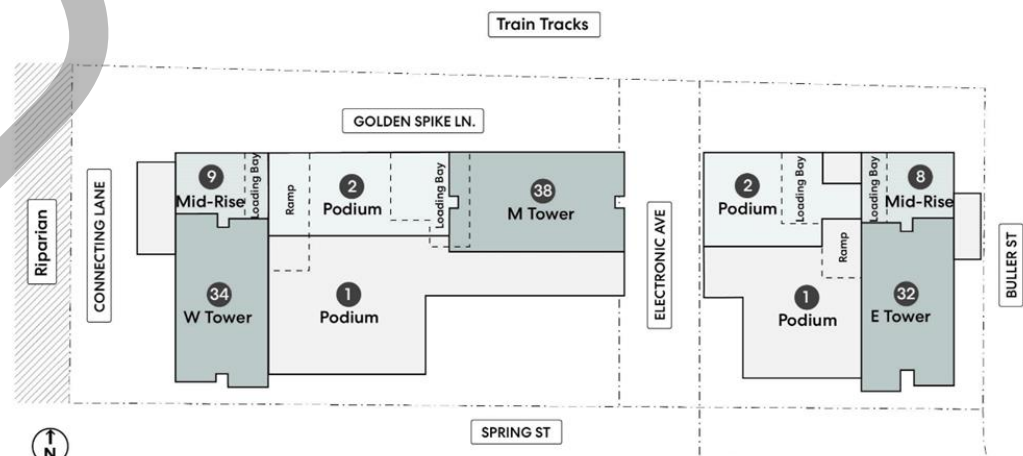 Train Tracks
GOLDEN SPIKE LN.
Riparian
CONNECTING LANE
9
Mid-Rise
Loading Bay
Ramp
2
Podium
Loading Bay
38
M Tower
34
W Tower
1
Podium
ELECTRONIC AVE
2
Podium
Loading Bay
Loading Bay
8
Mid-Rise
Ramp
1
Podium
32
E Tower
BULLER ST
SPRING ST
N